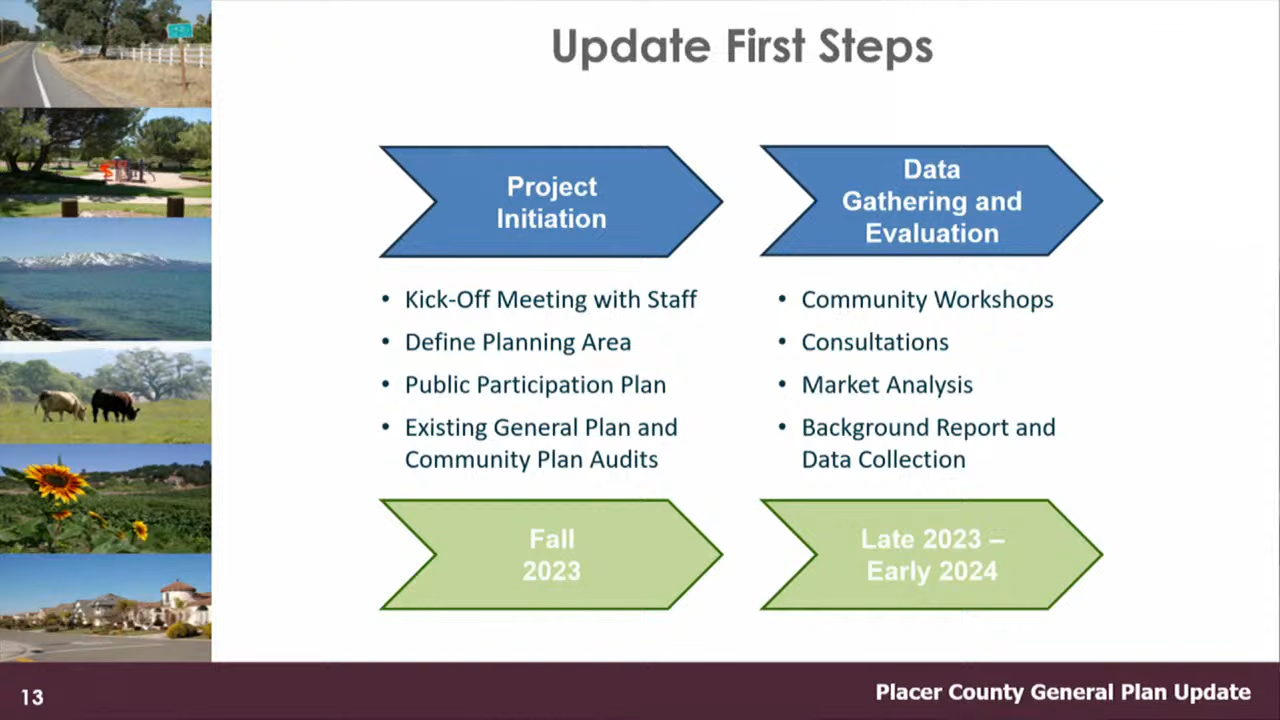 Update First Steps
Project
Initiation
Data
Gathering and
Evaluation
• Kick-Off Meeting with Staff
• Define Planning Area
• Public Participation Plan
• Existing General Plan and
Community Plan Audits
• Community Workshops
• Consultations
• Market Analysis
• Background Report and
Data Collection
Fall
2023
Late 2023 –
Early 2024
13
Placer County General Plan Update